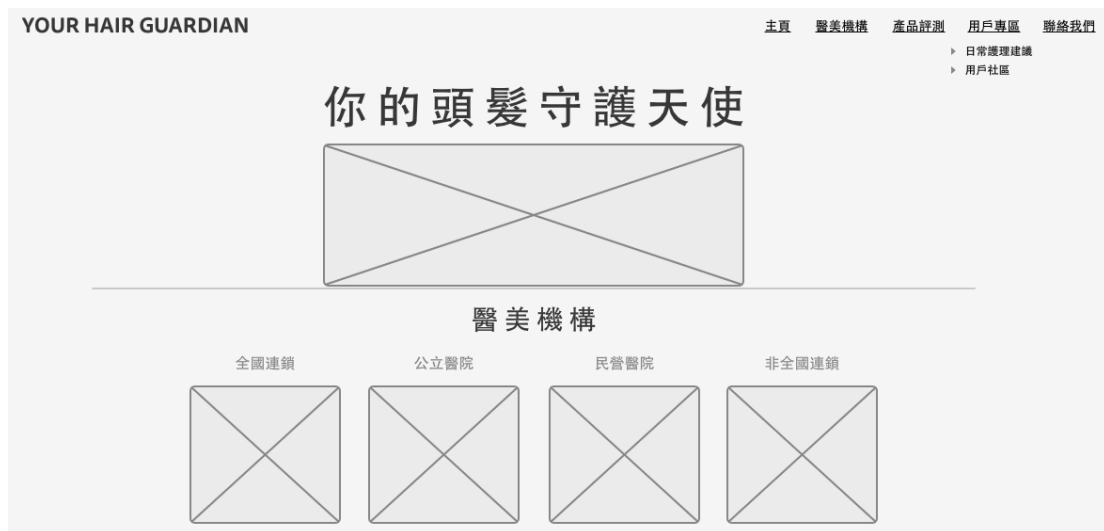 YOUR HAIR GUARDIAN
主頁 醫美機構 產品評測 用戶專區 聯絡我們
日常護理建議
用戶社區
你的頭髮守護天使
醫美機構
全國連鎖 公立醫院 民營醫院 非全國連鎖